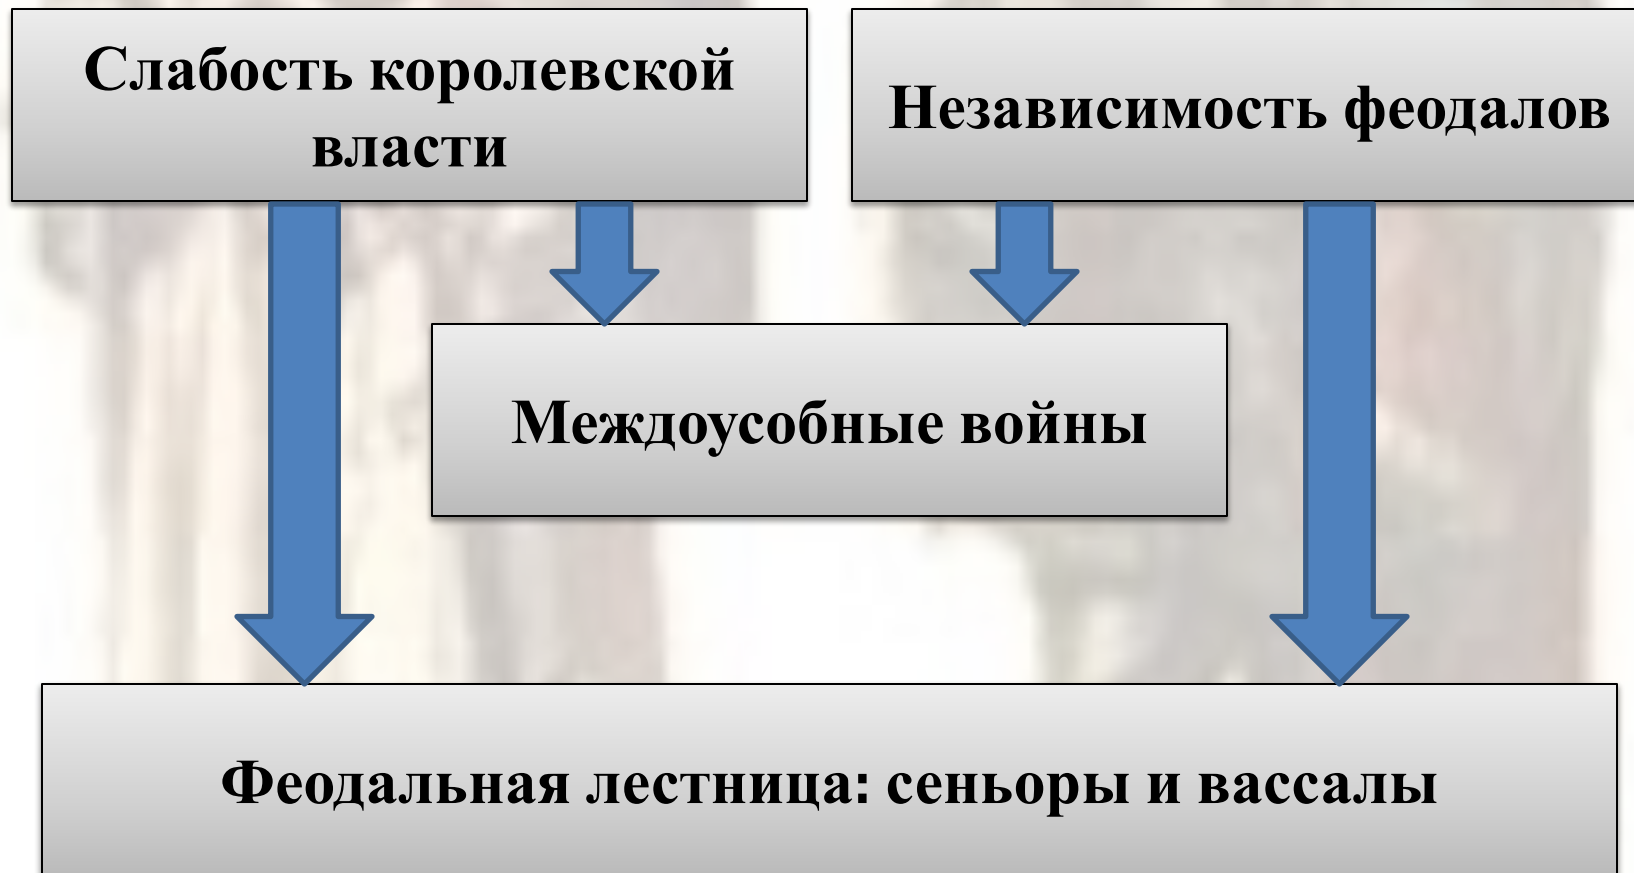 Слабость королевской
власти
Независимость феодалов
Междоусобные войны
Феодальная лестница: сеньоры и вассалы